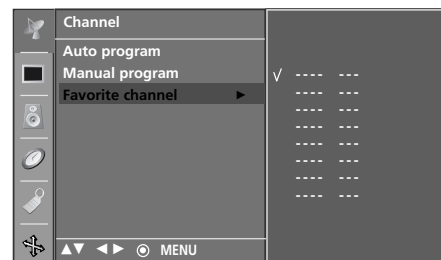 Channel
Auto program
Manual program
Favorite channel ►
√ ---- ---
---- ---
---- ---
---- ---
---- ---
---- ---
---- ---
---- ---
▲▼ ◄► ◉ MENU